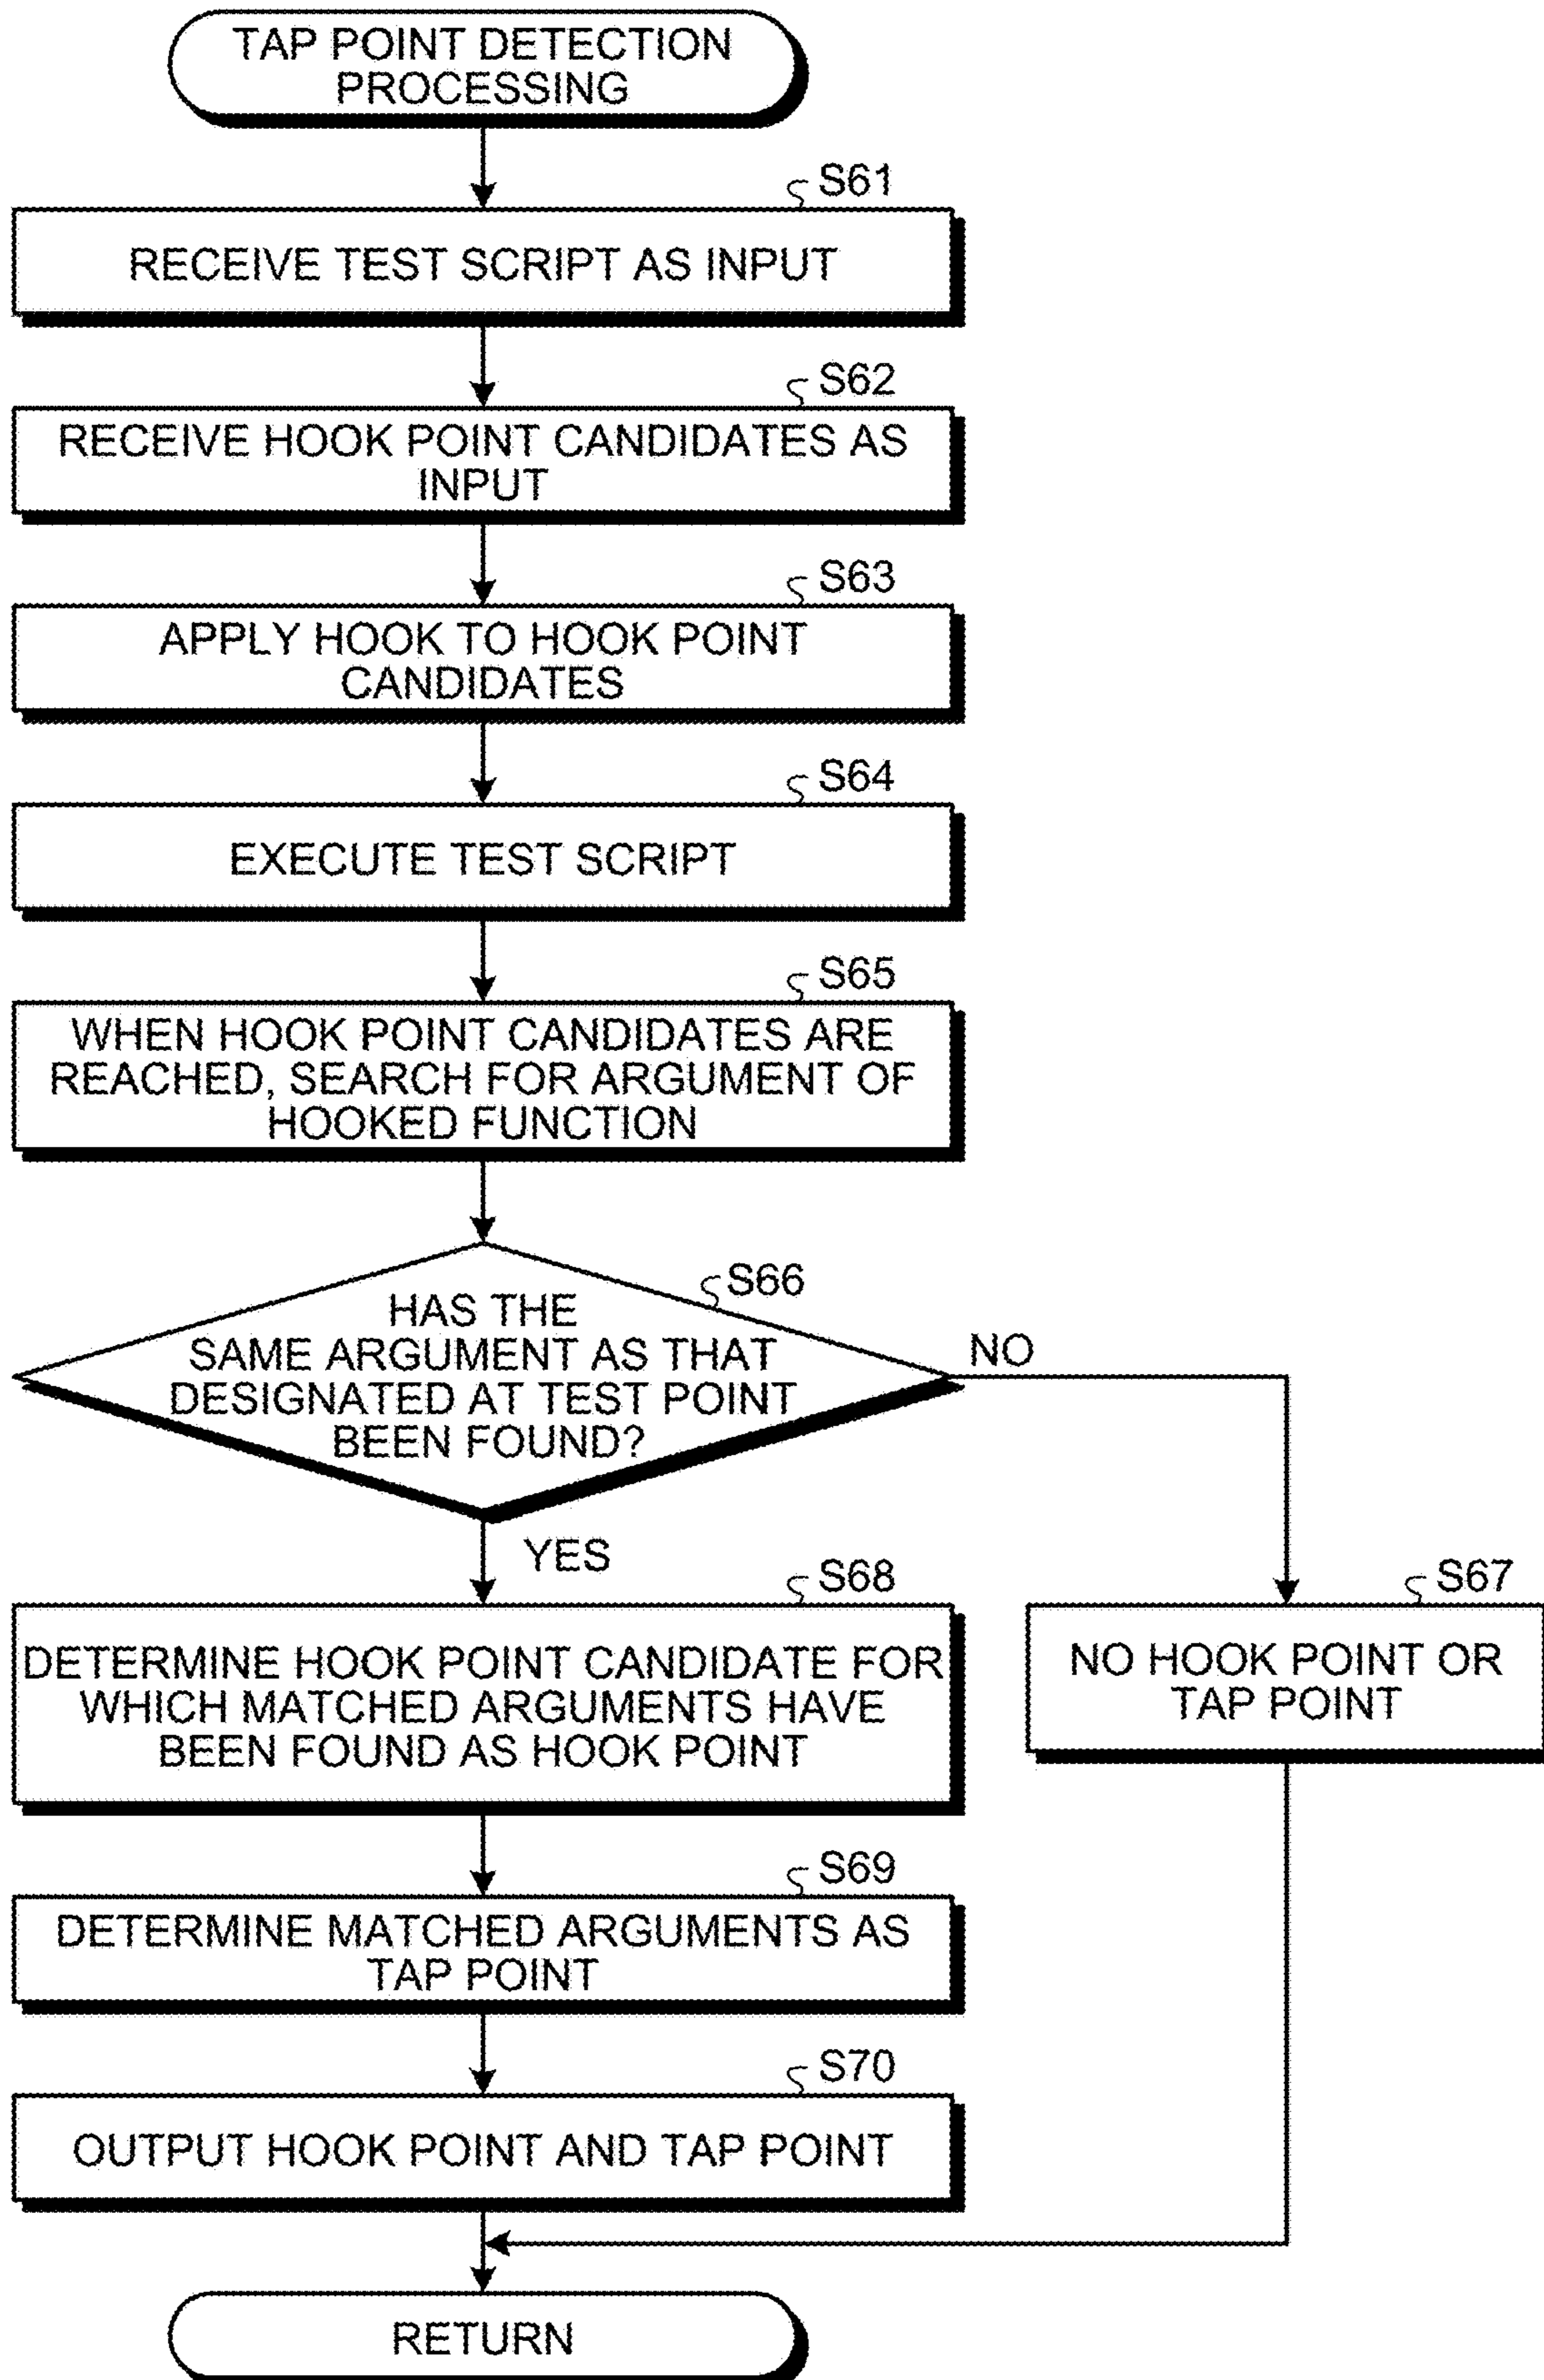 TAP POINT DETECTION
PROCESSING
S61
RECEIVE TEST SCRIPT AS INPUT
S62
RECEIVE HOOK POINT CANDIDATES AS
INPUT
S63
APPLY HOOK TO HOOK POINT
CANDIDATES
S64
EXECUTE TEST SCRIPT
S65
WHEN HOOK POINT CANDIDATES ARE
REACHED, SEARCH FOR ARGUMENT OF
HOOKED FUNCTION
S66
HAS THE
SAME ARGUMENT AS THAT
DESIGNATED AT TEST POINT
BEEN FOUND?
NO
YES
S68
DETERMINE HOOK POINT CANDIDATE FOR
WHICH MATCHED ARGUMENTS HAVE
BEEN FOUND AS HOOK POINT
S67
NO HOOK POINT OR
TAP POINT
S69
DETERMINE MATCHED ARGUMENTS AS
TAP POINT
S70
OUTPUT HOOK POINT AND TAP POINT
RETURN